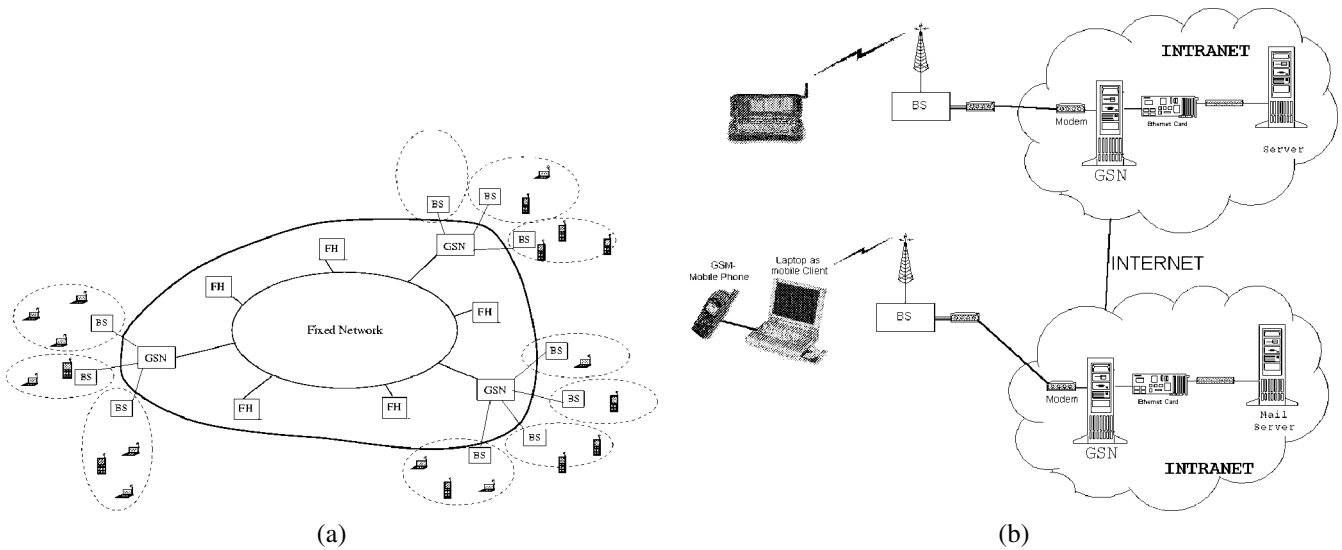 BS
BS
BS
GSN
FH
FH
FH
Fixed Network
BS
GSN
BS
BS
BS
GSN
BS
BS
BS
FH
FH
(a)
INTRANET
BS
Modem
GSN
Ethernet Card
Server
INTERNET
GSM-
Mobile Phone
Laptop as
mobile Client
BS
Modem
GSN
Ethernet Card
Mail
Server
INTRANET
(b)